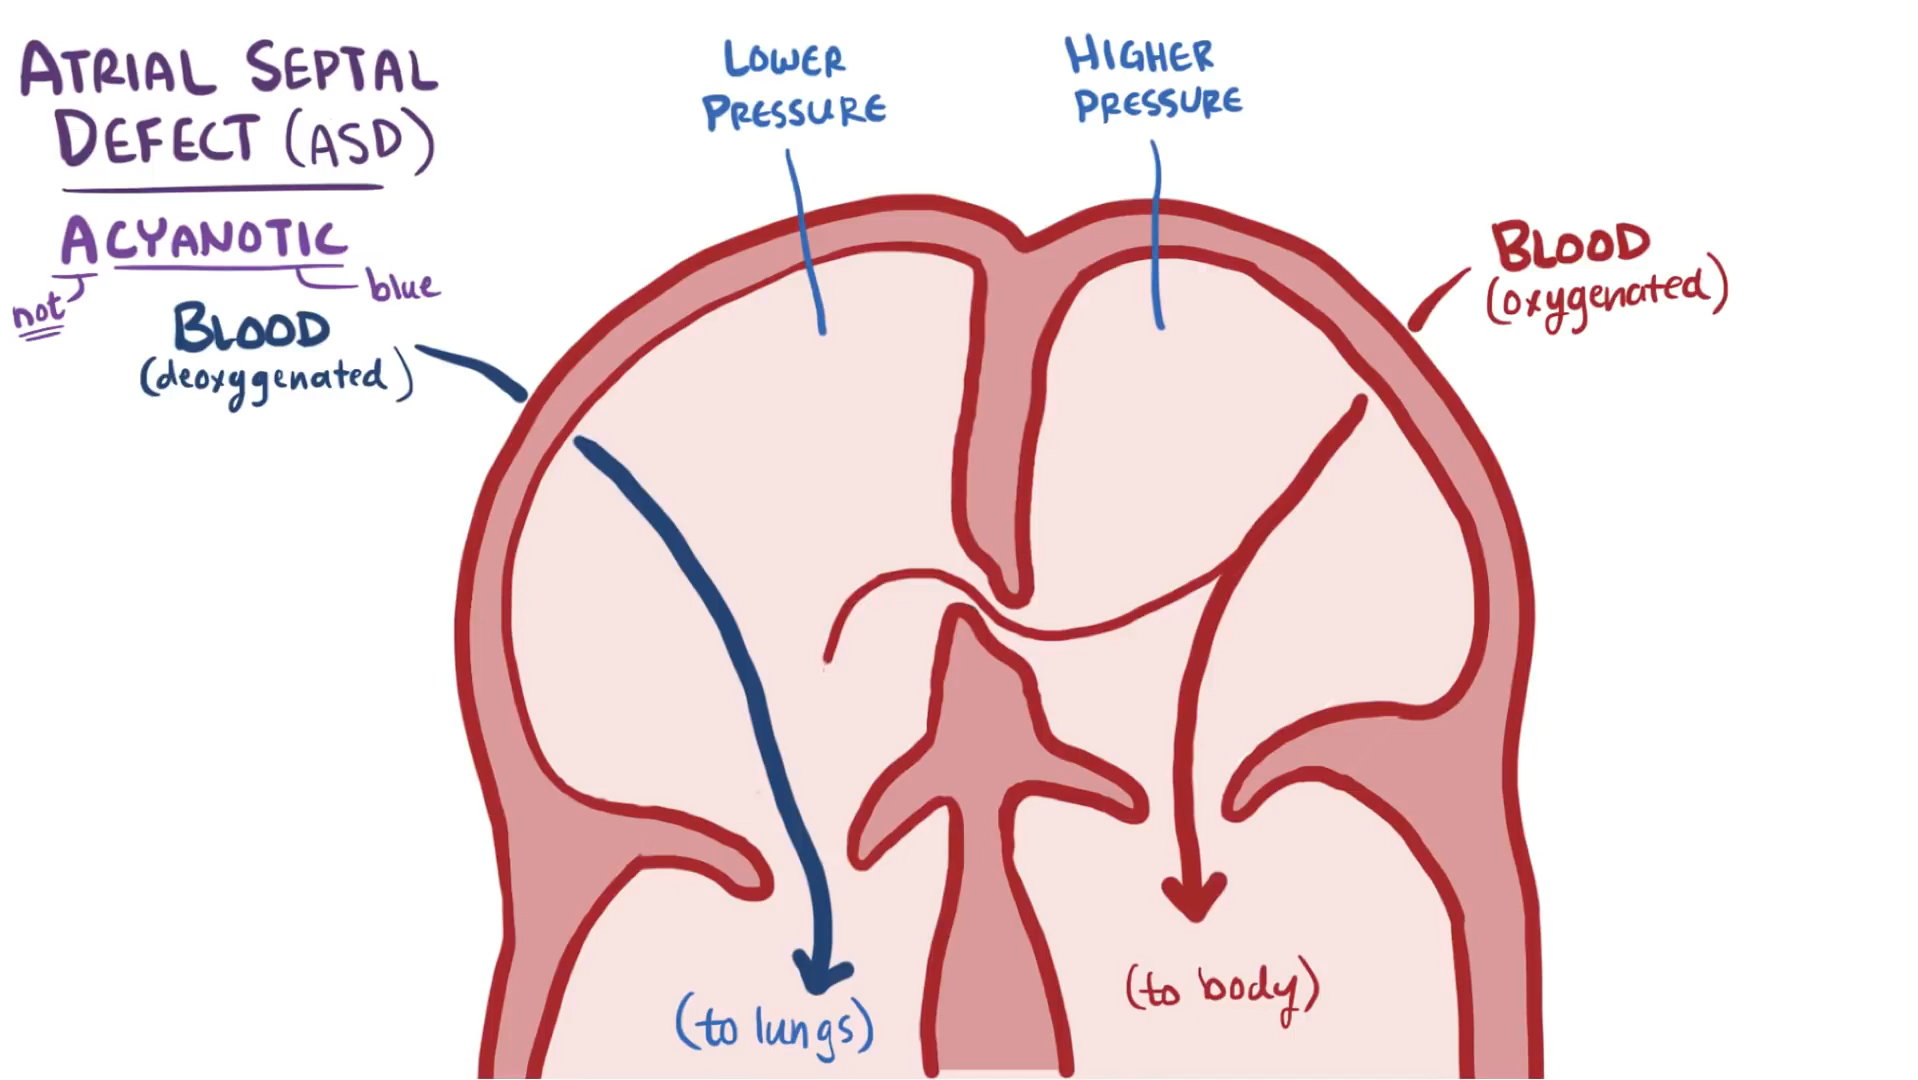 ATRIAL SEPTAL
DEFECT (ASD)
ACYANOTIC
not
blue
BLOOD
(deoxygenated)
LOWER
PRESSURE
HIGHER
PRESSURE
BLOOD
(oxygenated)
(to lungs)
(to body)